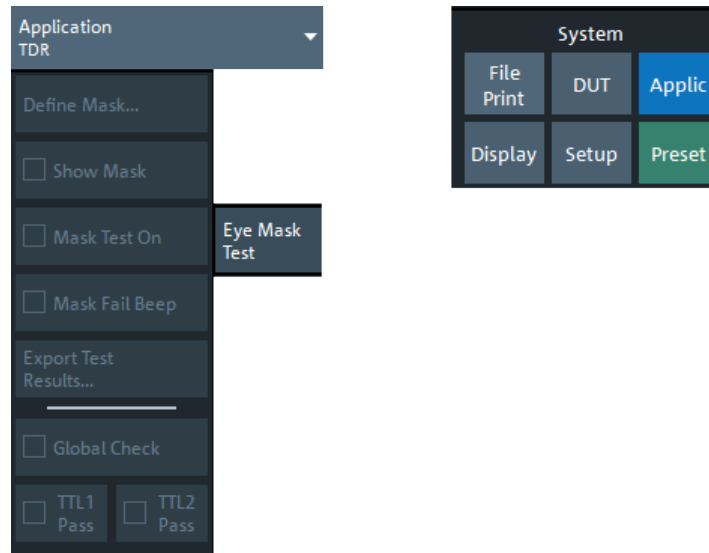 Application
TDR
Define Mask...
Show Mask
Mask Test On
Eye Mask
Test
Mask Fail Beep
Export Test
Results...
Global Check
TTL1
Pass
TTL2
Pass
System
File
Print
DUT
Applic
Display
Setup
Preset